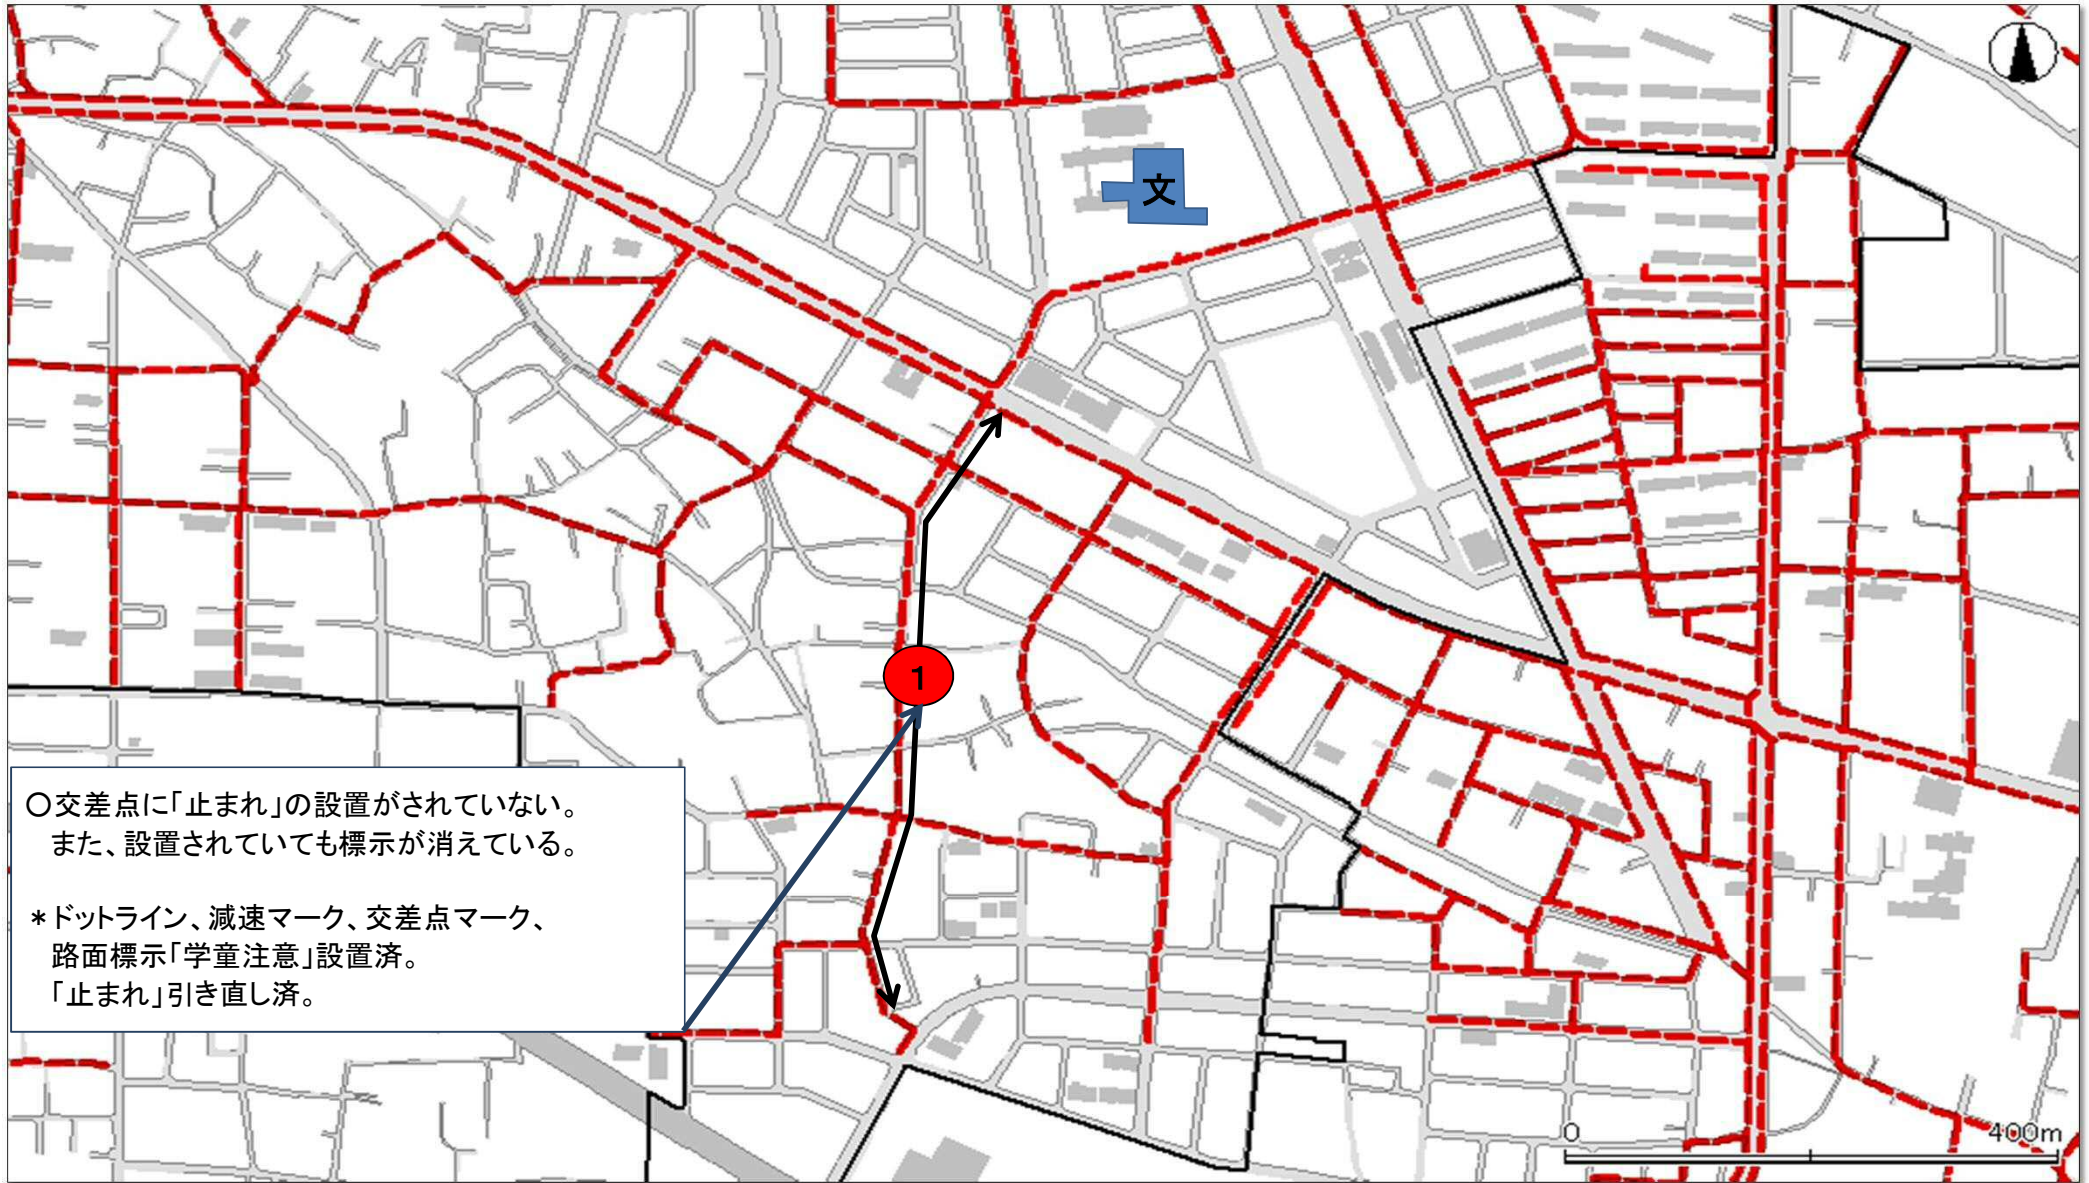 文
1
〇交差点に「止まれ」の設置がされていない。
また、設置されていても標示が消えている。
＊ドットライン、減速マーク、交差点マーク、
路面標示「学童注意」設置済。
「止まれ」引き直し済。
0 400m